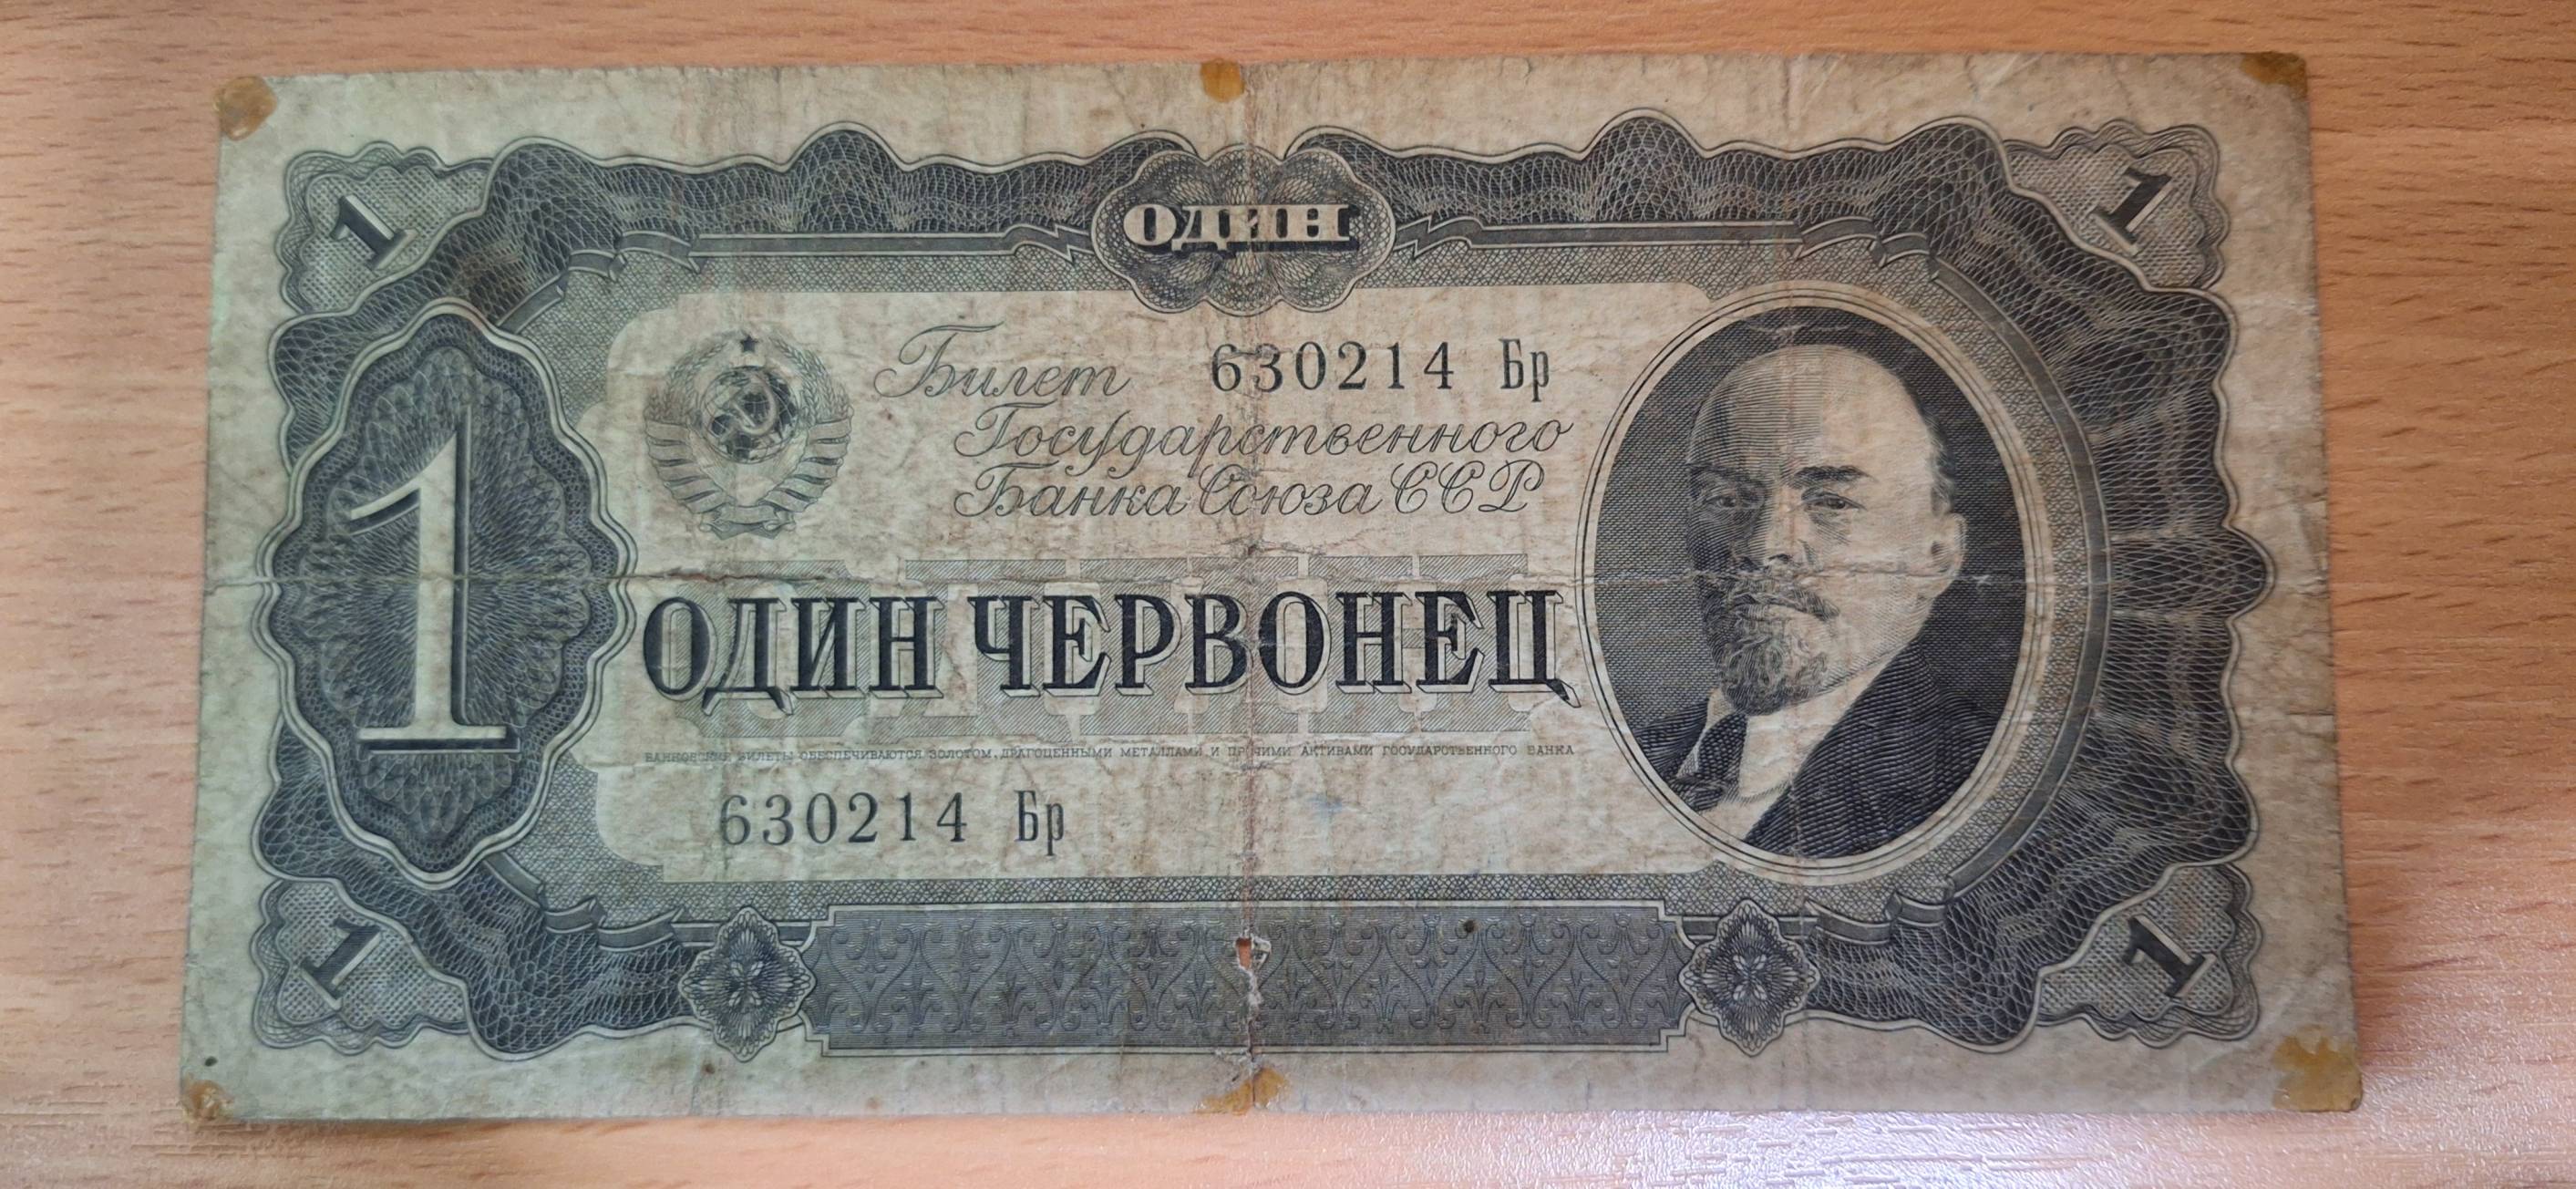 1
ОДИН
1
Билет 630214 Бр
Государственного
Банка Союза ССР
1
ОДИН ЧЕРВОНЕЦ
БАНКОВСКИЕ БИЛЕТЫ ОБЕСПЕЧИВАЮТСЯ ЗОЛОТОМ, ДРАГОЦЕННЫМИ МЕТАЛЛАМИ И ПРОЧИМИ АКТИВАМИ ГОСУДАРСТВЕННОГО БАНКА
630214 Бр
1
1